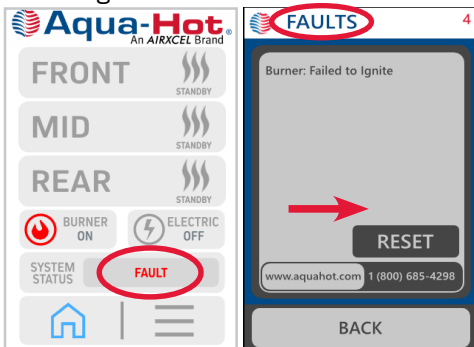 Aqua-Hot
An AIRXCEL Brand
FRONT
STANDBY
MID
STANDBY
REAR
STANDBY
BURNER
ON
ELECTRIC
OFF
SYSTEM
STATUS
FAULT
FAULTS
4
Burner: Failed to Ignite
RESET
www.aquahot.com 1 (800) 685-4298
BACK